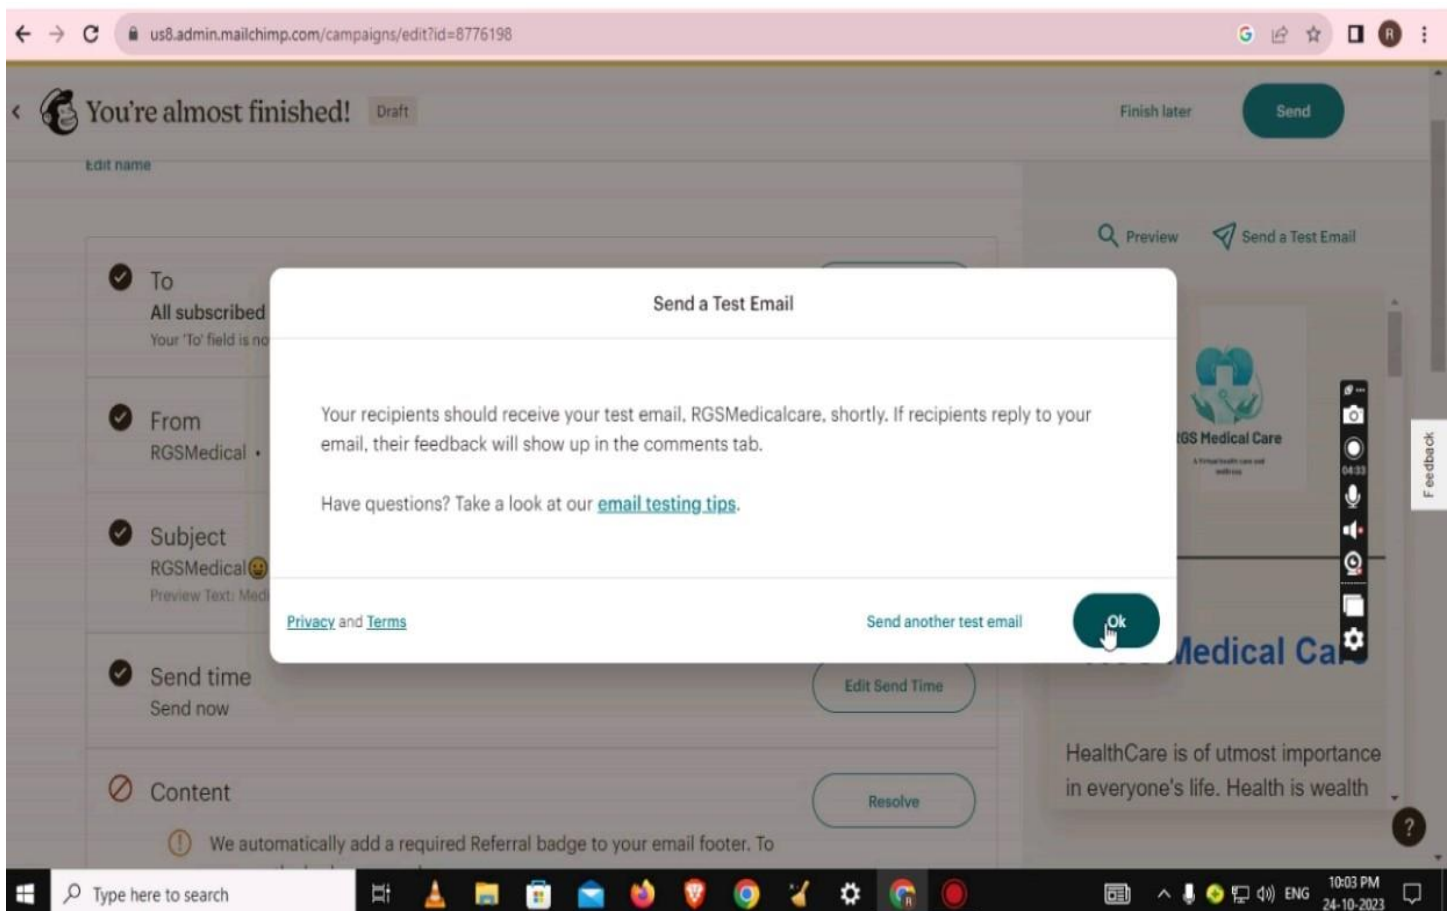 us8.admin.mailchimp.com/campaigns/edit?id=8776198
You're almost finished!
Draft
Finish later
Send
Edit name
Preview
Send a Test Email
To
All subscribed
Your 'To' field is no
From
RGSMedical •
Subject
RGSMedical😀
Preview Text: Medi
Send time
Send now
Edit Send Time
Content
Resolve
We automatically add a required Referral badge to your email footer. To
Send a Test Email
Your recipients should receive your test email, RGSMedicalcare, shortly. If recipients reply to your
email, their feedback will show up in the comments tab.
Have questions? Take a look at our email testing tips.
Privacy and Terms
Send another test email
Ok
RGS Medical Care
04:33
Feedback
Medical Care
HealthCare is of utmost importance
in everyone's life. Health is wealth
?
Type here to search
ENG
10:03 PM
24-10-2023